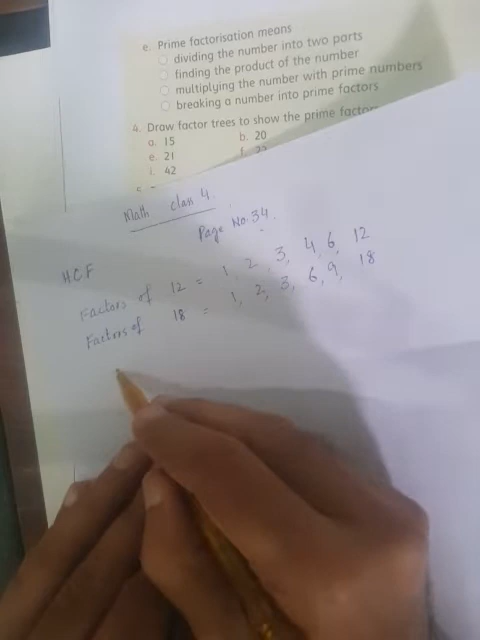 e. Prime factorisation means
dividing the number into two parts
finding the product of the number
multiplying the number with prime numbers
breaking a number into prime factors
4. Draw factor trees to show the prime factors
a. 15 b. 20
e. 21 f. 22
i. 42
Math class 4.
Page No. 34.
HCF
Factors of 12 = 1, 2, 3, 4, 6, 12
Factors of 18 = 1, 2, 3, 6, 9, 18